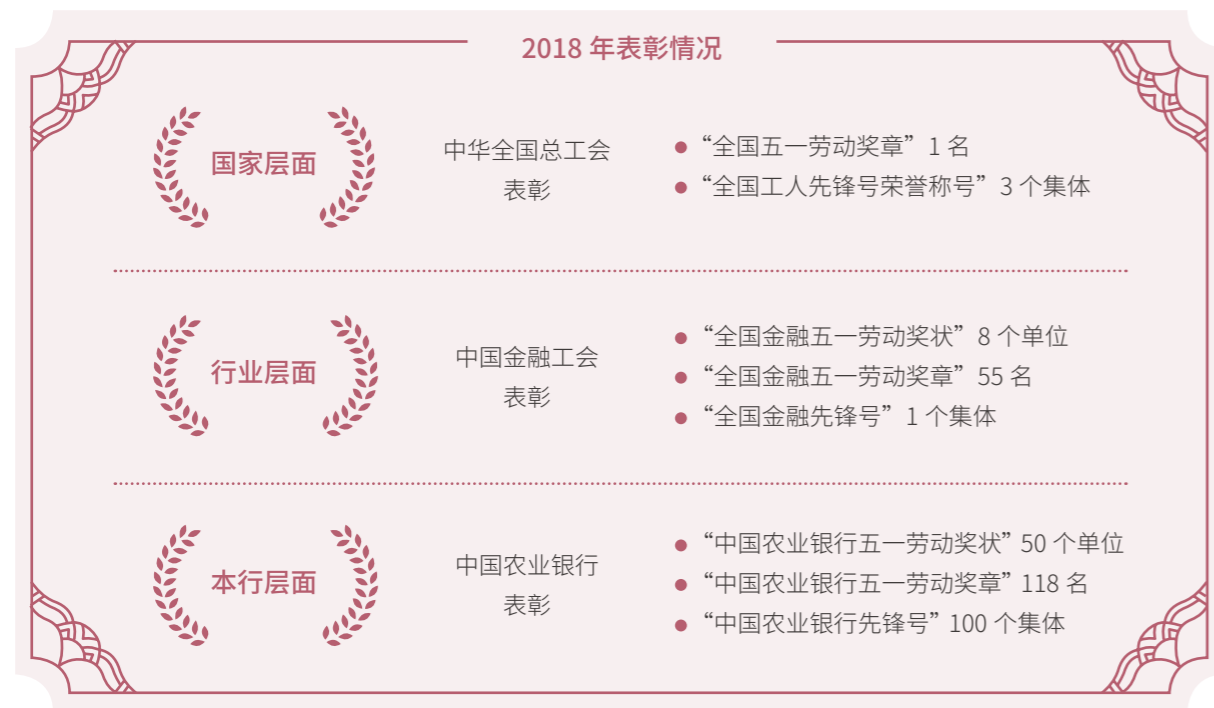 2018 年表彰情况
国家层面
中华全国总工会
表彰
“全国五一劳动奖章”1 名
“全国工人先锋号荣誉称号”3 个集体
行业层面
中国金融工会
表彰
“全国金融五一劳动奖状”8 个单位
“全国金融五一劳动奖章”55 名
“全国金融先锋号”1 个集体
本行层面
中国农业银行
表彰
“中国农业银行五一劳动奖状”50 个单位
“中国农业银行五一劳动奖章”118 名
“中国农业银行先锋号”100 个集体